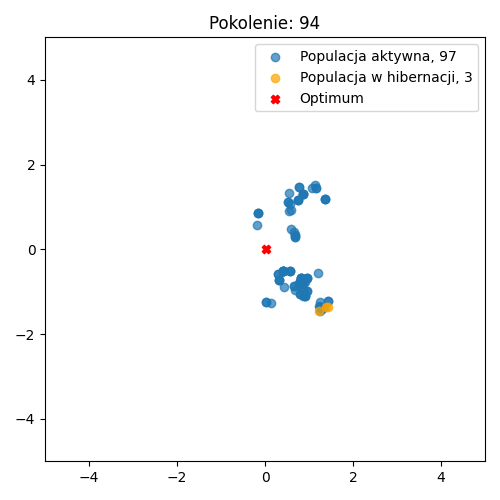 Pokolenie: 94
Populacja aktywna, 97
Populacja w hibernacji, 3
Optimum
4
2
0
−2
−4
−4
−2
0
2
4